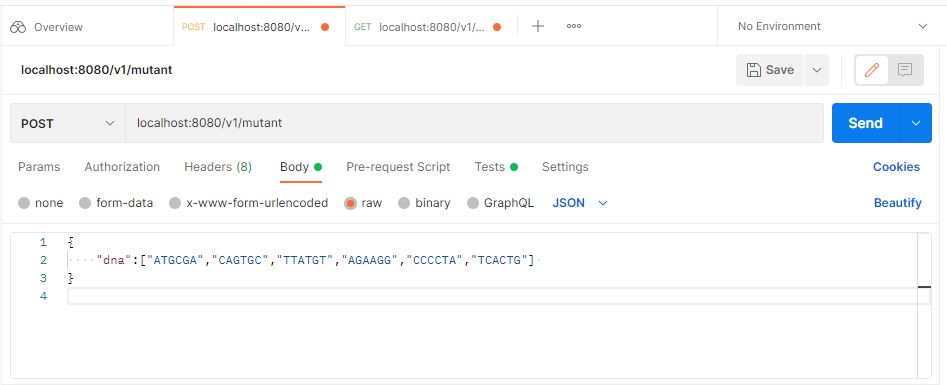 Overview POST localhost:8080/v... GET localhost:8080/v1/... No Environment
localhost:8080/v1/mutant Save
POST localhost:8080/v1/mutant Send
Params Authorization Headers (8) Body Pre-request Script Tests Settings Cookies
none form-data x-www-form-urlencoded raw binary GraphQL JSON Beautify
1 {
2 "dna":["ATGCGA","CAGTGC","TTATGT","AGAAGG","CCCCTA","TCACTG"]
3 }
4